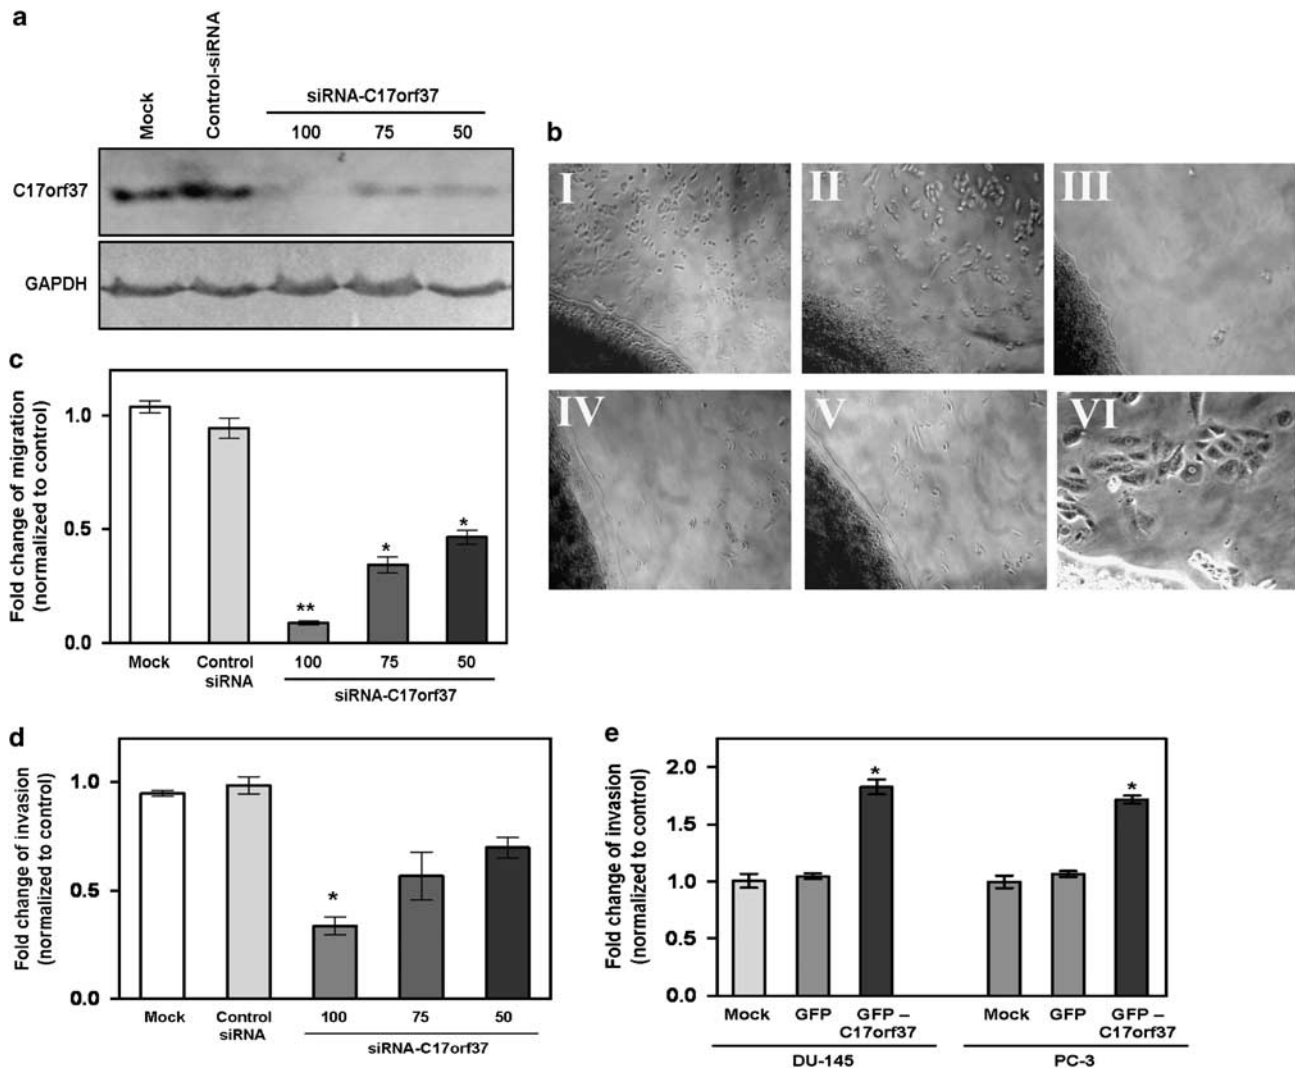 a
Mock
Control-siRNA
siRNA-C17orf37
100 75 50
C17orf37
GAPDH
b
I
II
III
IV
V
VI
c
Fold change of migration
(normalized to control)
1.0
0.5
0.0
**
*
*
Mock
Control
siRNA
100 75 50
siRNA-C17orf37
d
Fold change of invasion
(normalized to control)
1.0
0.5
0.0
*
Mock
Control
siRNA
100 75 50
siRNA-C17orf37
e
Fold change of invasion
(normalized to control)
2.0
1.5
1.0
0.5
0.0
*
*
Mock GFP GFP –
C17orf37
Mock GFP GFP –
C17orf37
DU-145 PC-3